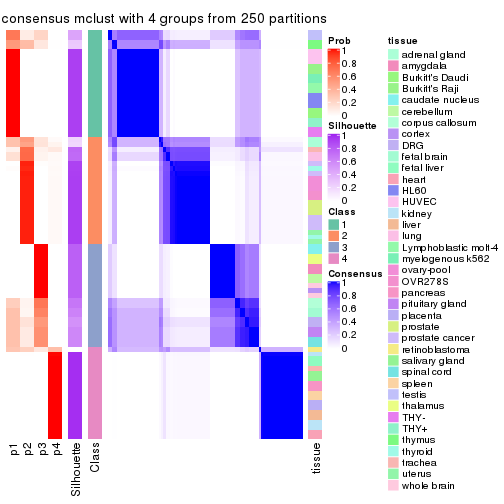 consensus mclust with 4 groups from 250 partitions
Prob
1
0.8
0.6
0.4
0.2
0
Silhouette
1
0.8
0.6
0.4
0.2
0
Class
1
2
3
4
Consensus
1
0.8
0.6
0.4
0.2
0
tissue
adrenal gland
amygdala
Burkitt's Daudi
Burkitt's Raji
caudate nucleus
cerebellum
corpus callosum
cortex
DRG
fetal brain
fetal liver
heart
HL60
HUVEC
kidney
liver
lung
Lymphoblastic molt-4
myelogenous k562
ovary-pool
OVR278S
pancreas
pituitary gland
placenta
prostate
prostate cancer
retinoblastoma
salivary gland
spinal cord
spleen
testis
thalamus
THY-
THY+
thymus
thyroid
trachea
uterus
whole brain
p1
p2
p3
p4
Silhouette
Class
tissue